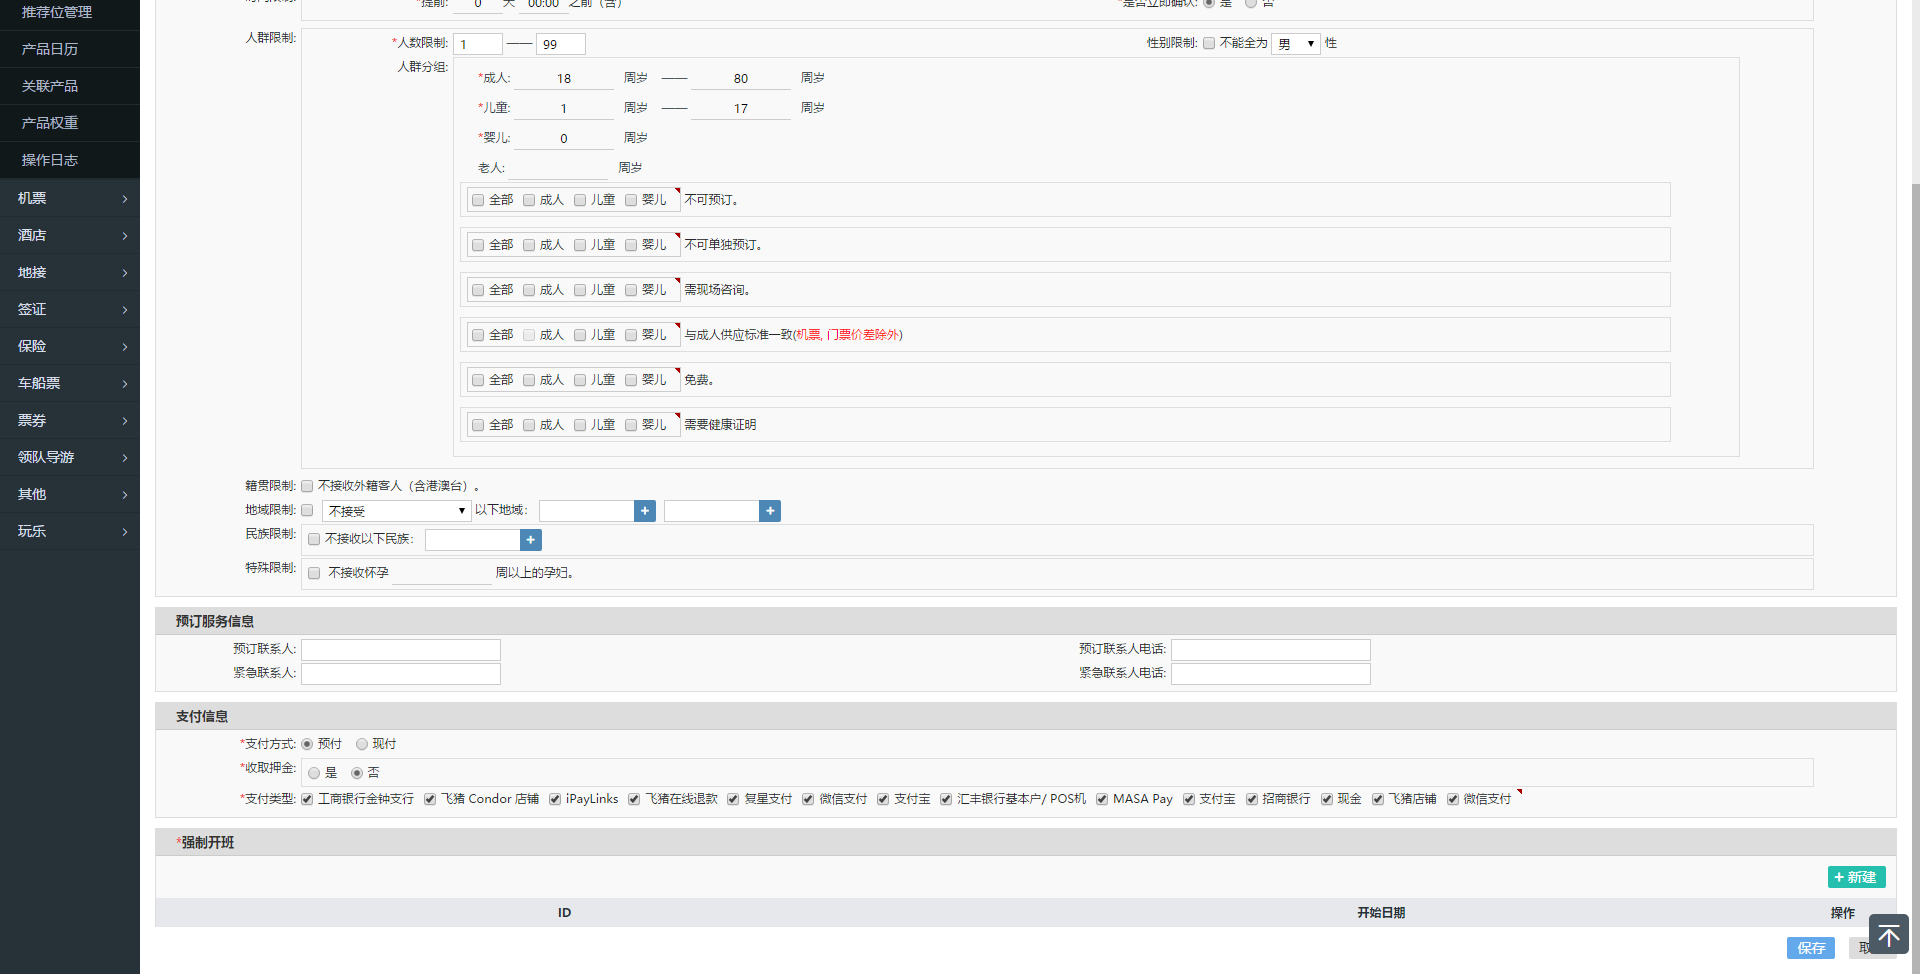 推荐位管理
产品日历
关联产品
产品权重
操作日志
机票
酒店
地接
签证
保险
车船票
票券
领队导游
其他
玩乐
*提前: 0 天 00:00 之前（含）
*是否立即确认: 是 否
人群限制:
*人数限制: 1 —— 99
性别限制: 不能全为 男 性
人群分组:
*成人: 18 周岁 —— 80 周岁
*儿童: 1 周岁 —— 17 周岁
*婴儿: 0 周岁
老人: 周岁
全部 成人 儿童 婴儿 不可预订。
全部 成人 儿童 婴儿 不可单独预订。
全部 成人 儿童 婴儿 需现场咨询。
全部 成人 儿童 婴儿 与成人供应标准一致(机票, 门票价差除外)
全部 成人 儿童 婴儿 免费。
全部 成人 儿童 婴儿 需要健康证明
籍贯限制: 不接收外籍客人（含港澳台）。
地域限制: 不接受 以下地域: + +
民族限制: 不接收以下民族: +
特殊限制: 不接收怀孕 周以上的孕妇。
预订服务信息
预订联系人: 预订联系人电话:
紧急联系人: 紧急联系人电话:
支付信息
*支付方式: 预付 现付
*收取押金: 是 否
*支付类型: 工商银行金钟支行 飞猪 Condor 店铺 iPayLinks 飞猪在线退款 复星支付 微信支付 支付宝 汇丰银行基本户/ POS机 MASA Pay 支付宝 招商银行 现金 飞猪店铺 微信支付
*强制开班
+ 新建
ID 开始日期 操作
保存